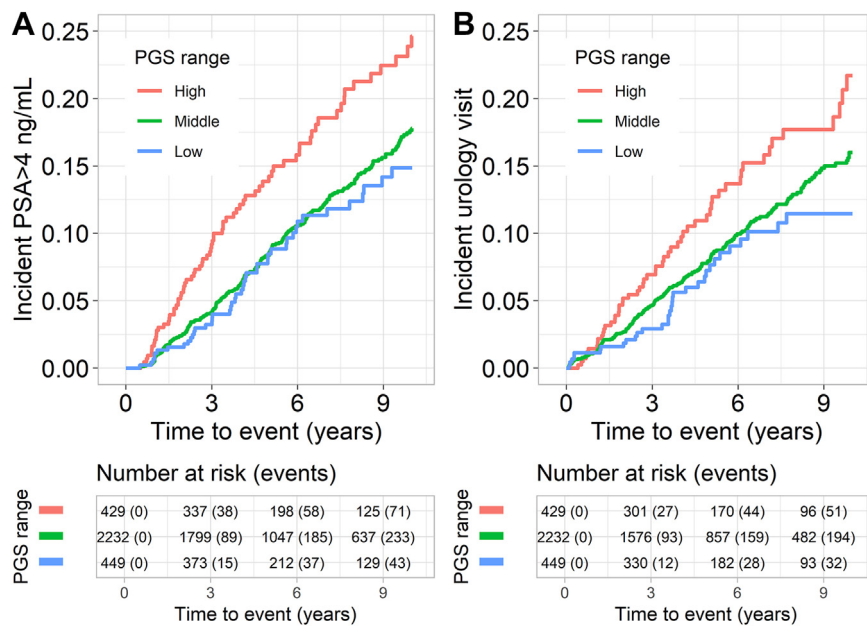 A
Incident PSA>4 ng/mL
0.25
0.20
0.15
0.10
0.05
0.00
PGS range
High
Middle
Low
0 3 6 9
Time to event (years)
Number at risk (events)
PGS range
429 (0) 337 (38) 198 (58) 125 (71)
2232 (0) 1799 (89) 1047 (185) 637 (233)
449 (0) 373 (15) 212 (37) 129 (43)
0 3 6 9
Time to event (years)
B
Incident urology visit
0.25
0.20
0.15
0.10
0.05
0.00
PGS range
High
Middle
Low
0 3 6 9
Time to event (years)
Number at risk (events)
PGS range
429 (0) 301 (27) 170 (44) 96 (51)
2232 (0) 1576 (93) 857 (159) 482 (194)
449 (0) 330 (12) 182 (28) 93 (32)
0 3 6 9
Time to event (years)